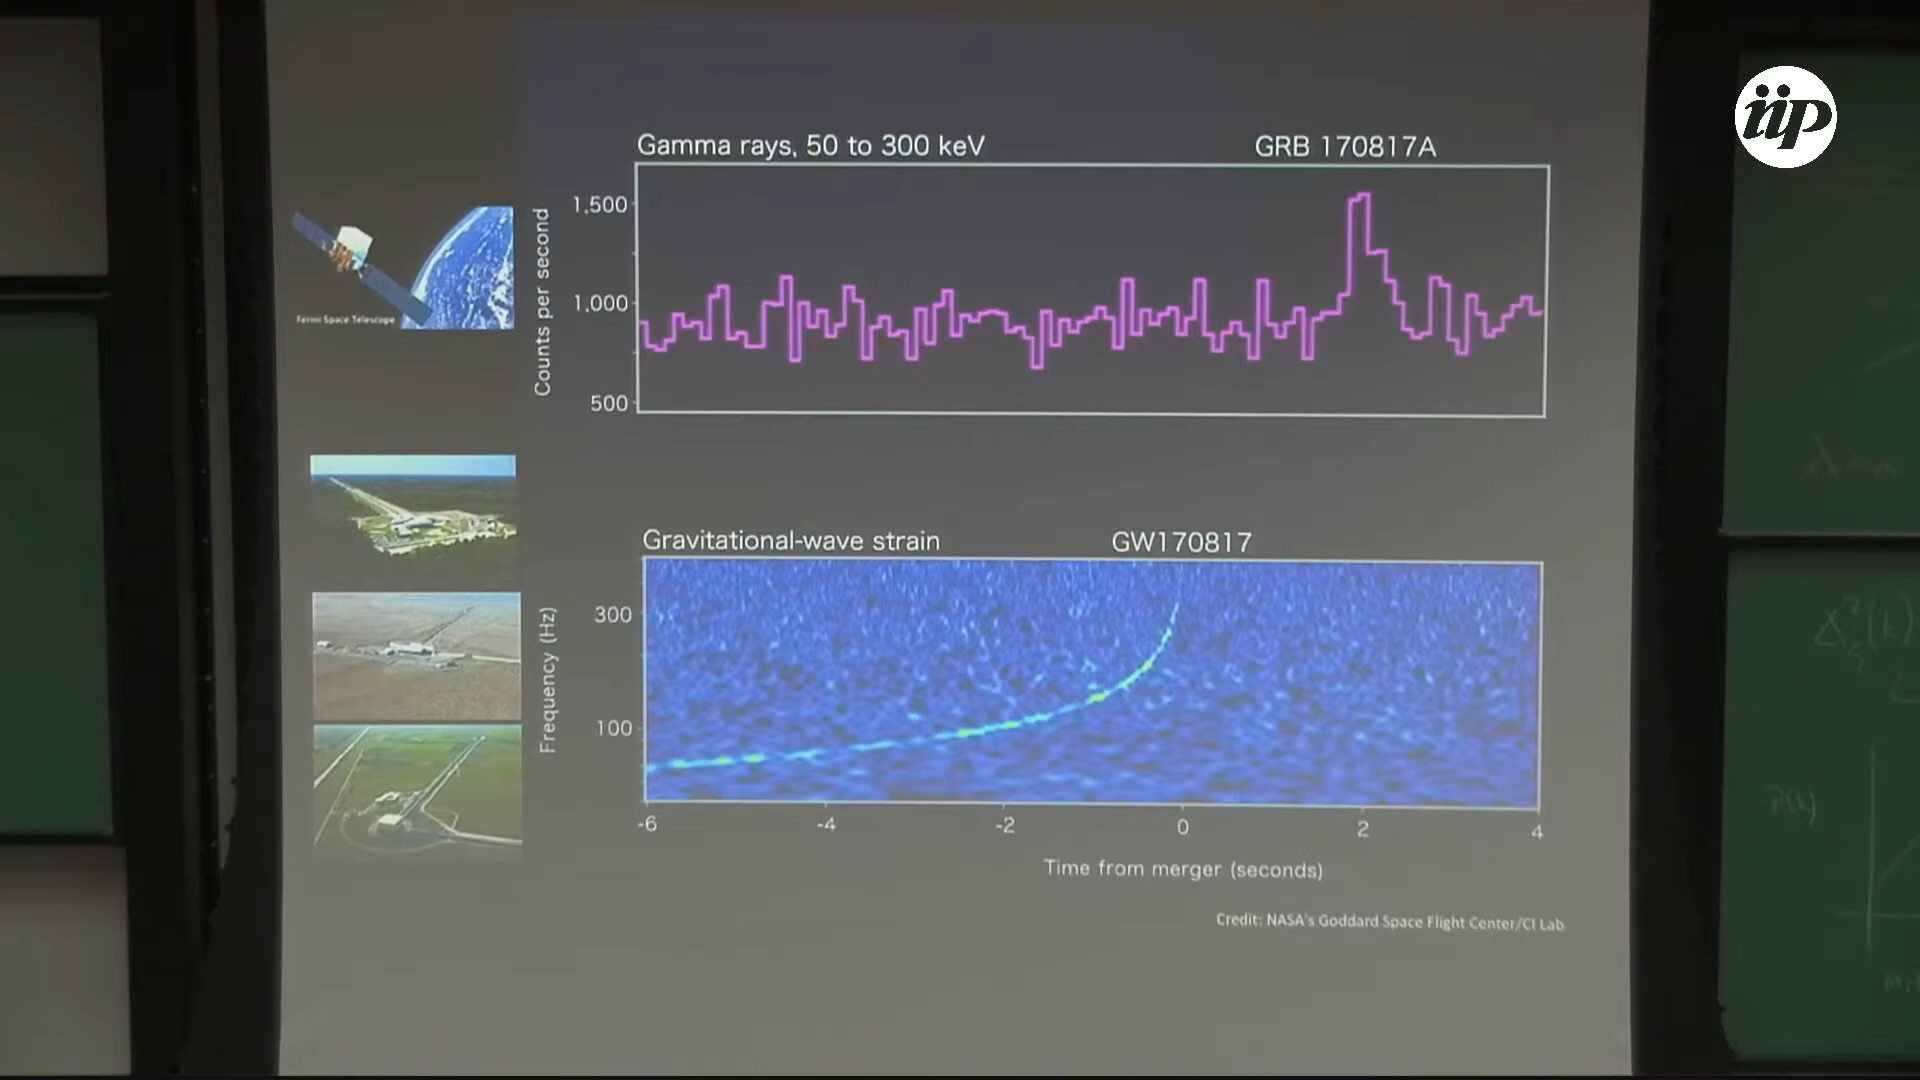 iip
Gamma rays, 50 to 300 keV
GRB 170817A
1,500
1,000
500
Counts per second
Fermi Space Telescope
Gravitational-wave strain
GW170817
300
100
Frequency (Hz)
-6
-4
-2
0
2
4
Time from merger (seconds)
Credit: NASA's Goddard Space Flight Center/CI Lab